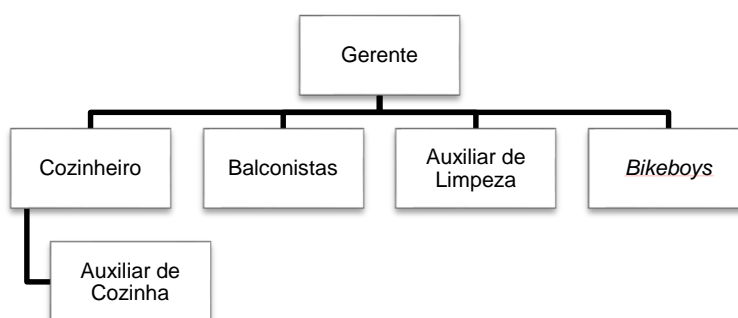 Gerente
Cozinheiro
Balconistas
Auxiliar de
Limpeza
Bikeboys
Auxiliar de
Cozinha